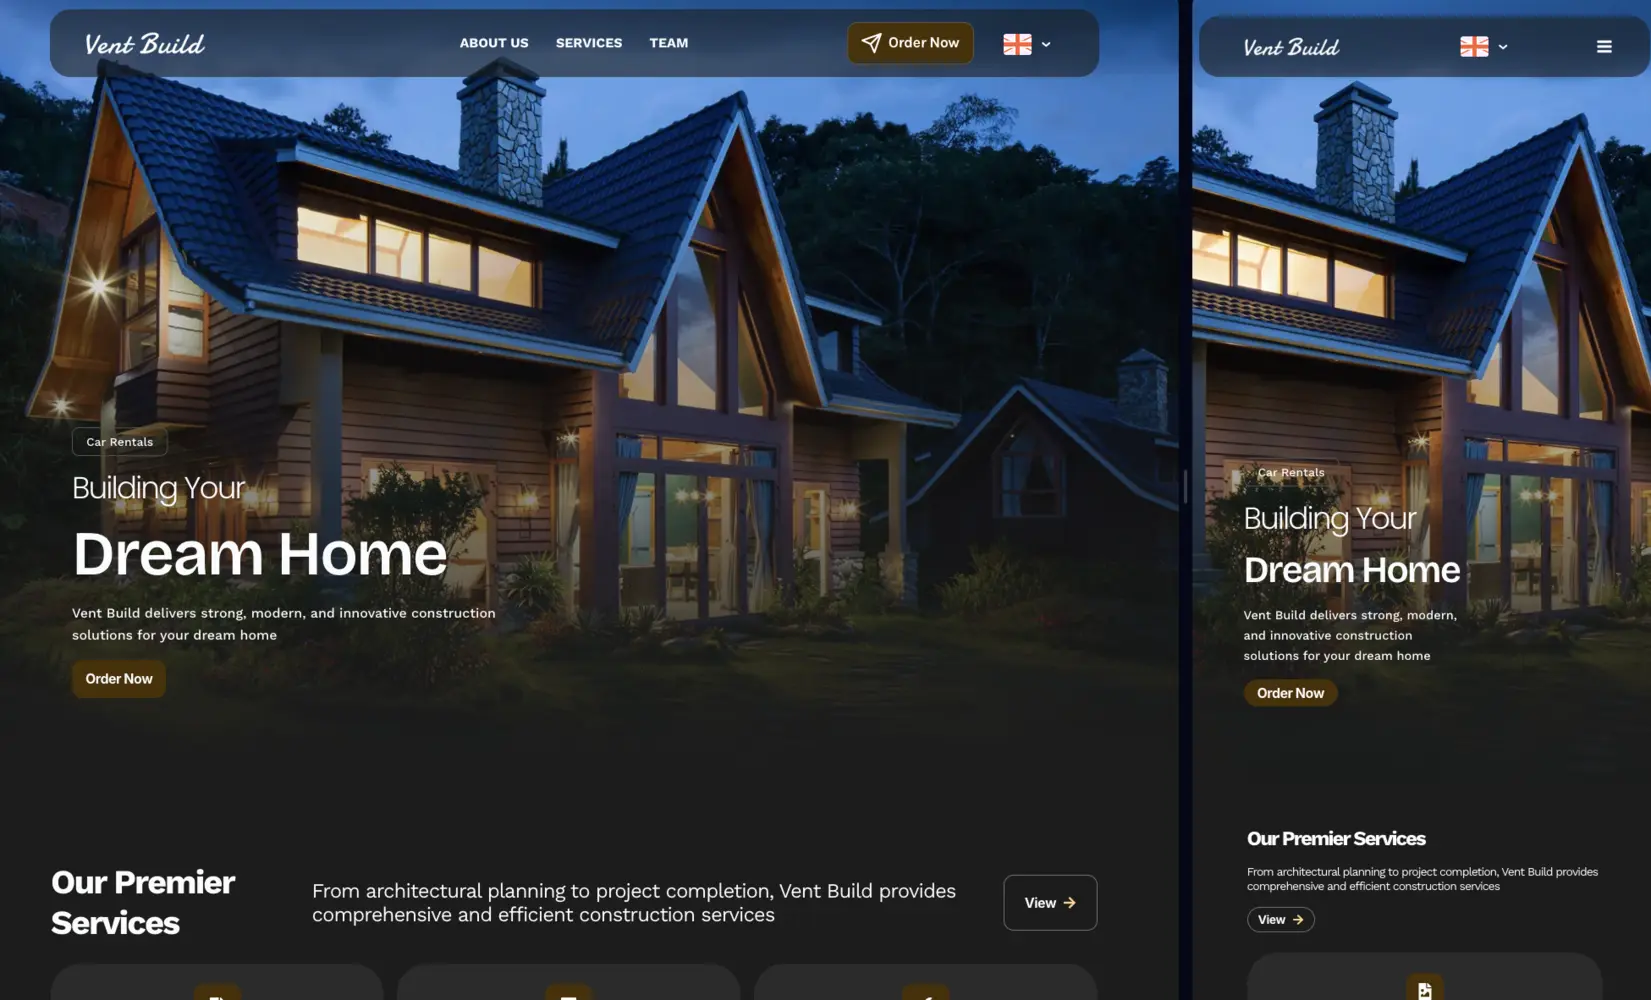 Vent Build
ABOUT US
SERVICES
TEAM
Order Now
Car Rentals
Building Your
Dream Home
Vent Build delivers strong, modern, and innovative construction
solutions for your dream home
Order Now
Our Premier
Services
From architectural planning to project completion, Vent Build provides
comprehensive and efficient construction services
View
Vent Build
Car Rentals
Building Your
Dream Home
Vent Build delivers strong, modern,
and innovative construction
solutions for your dream home
Order Now
Our Premier Services
From architectural planning to project completion, Vent Build provides
comprehensive and efficient construction services
View